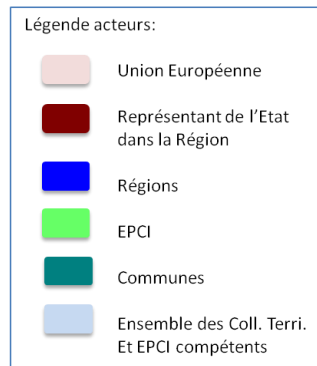 Légende acteurs:
Union Européenne
Représentant de l'Etat
dans la Région
Régions
EPCI
Communes
Ensemble des Coll. Terri.
Et EPCI compétents